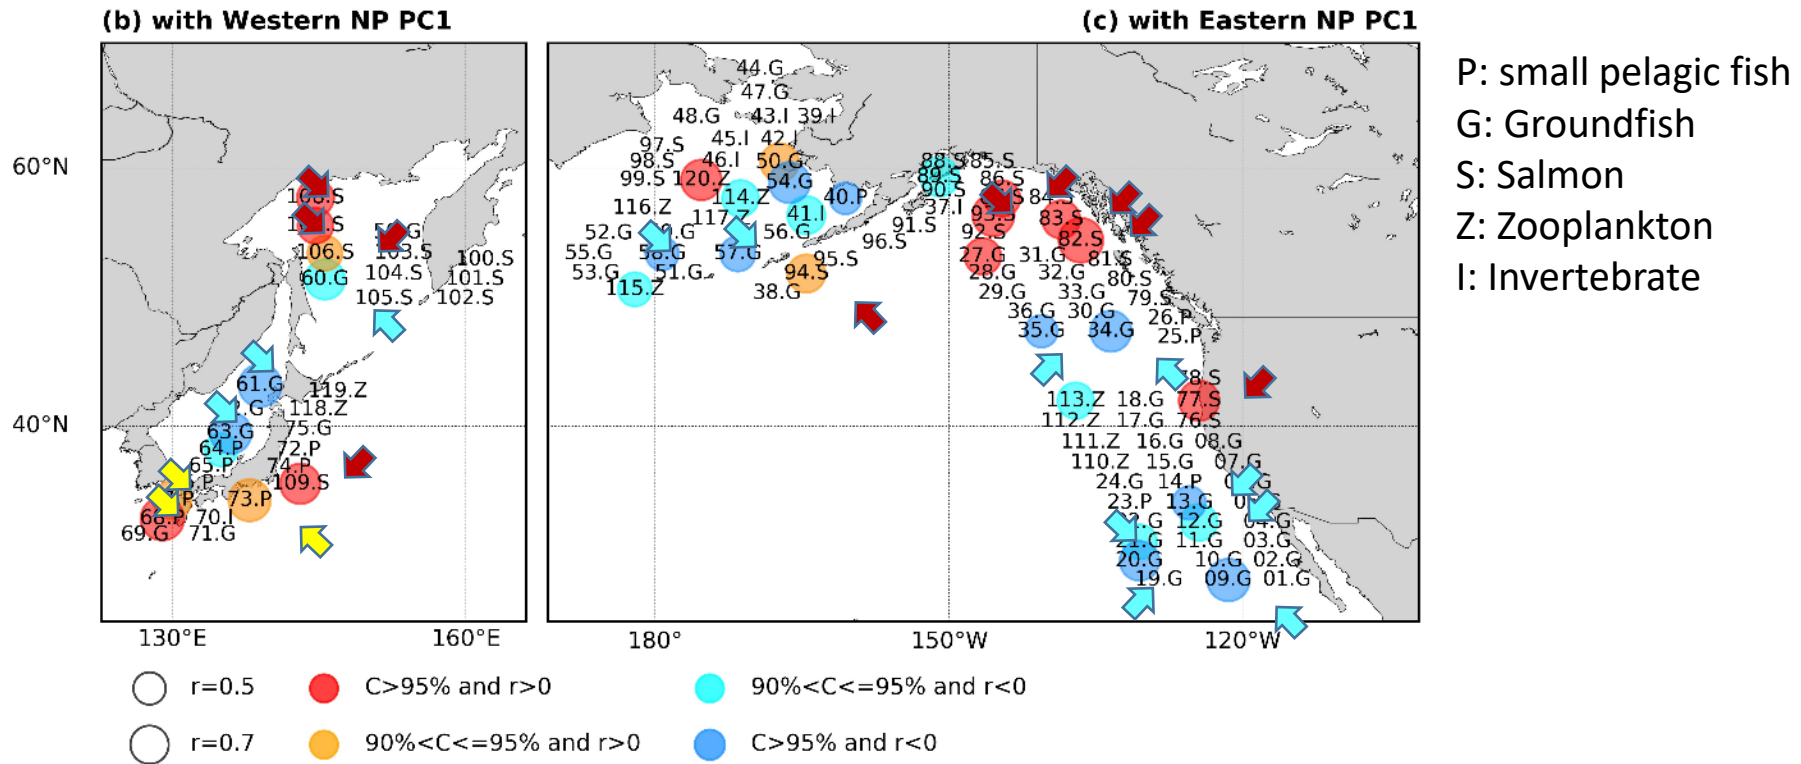 (b) with Western NP PC1
(c) with Eastern NP PC1
P: small pelagic fish
G: Groundfish
S: Salmon
Z: Zooplankton
I: Invertebrate
60°N
40°N
130°E
160°E
180°
150°W
120°W
106.S
60.G
103.S
104.S
105.S
100.S
101.S
102.S
61.G
63.G
64.P
65.P
119.Z
118.Z
75.G
72.P
74.P
109.S
73.P
68.P
69.G
70.I
71.G
44.G
47.G
48.G
43.I
39.I
45.I
42.I
97.S
98.S
46.I
50.G
99.S
120.Z
54.G
114.Z
40.P
116.Z
117.Z
41.I
52.G
56.G
55.G
58.G
57.G
53.G
51.G
115.Z
94.S
95.S
96.S
38.G
88.S
85.S
89.S
86.S
90.S
84.S
37.I
91.S
92.S
83.S
82.S
27.G
31.G
81.S
28.G
32.G
80.S
29.G
33.G
79.S
36.G
30.G
26.P
35.G
34.G
25.P
78.S
113.Z
18.G
77.S
112.Z
17.G
76.S
111.Z
16.G
08.G
110.Z
15.G
07.G
24.G
14.P
23.P
13.G
12.G
04.G
21.G
11.G
03.G
20.G
10.G
02.G
19.G
09.G
01.G
r=0.5
C>95% and r>0
90%<C<=95% and r<0
r=0.7
90%<C<=95% and r>0
C>95% and r<0